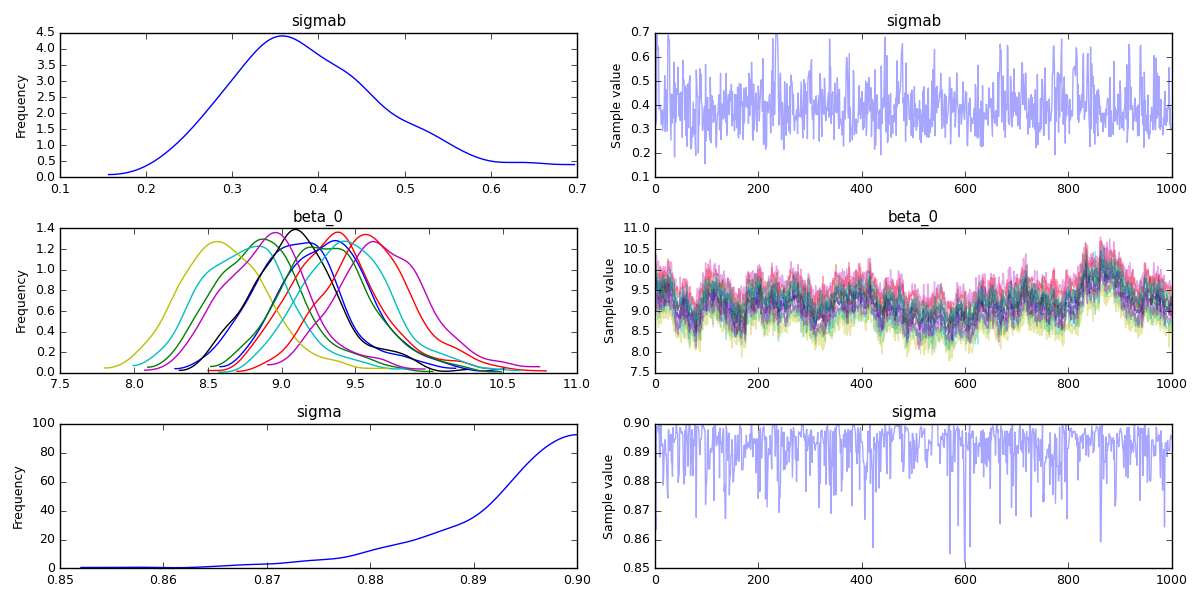 sigmab
Frequency
4.5
4.0
3.5
3.0
2.5
2.0
1.5
1.0
0.5
0.0
0.1 0.2 0.3 0.4 0.5 0.6 0.7
sigmab
Sample value
0.7
0.6
0.5
0.4
0.3
0.2
0.1
0 200 400 600 800 1000
beta_0
Frequency
1.4
1.2
1.0
0.8
0.6
0.4
0.2
0.0
7.5 8.0 8.5 9.0 9.5 10.0 10.5 11.0
beta_0
Sample value
11.0
10.5
10.0
9.5
9.0
8.5
8.0
7.5
0 200 400 600 800 1000
sigma
Frequency
100
80
60
40
20
0
0.85 0.86 0.87 0.88 0.89 0.90
sigma
Sample value
0.90
0.89
0.88
0.87
0.86
0.85
0 200 400 600 800 1000